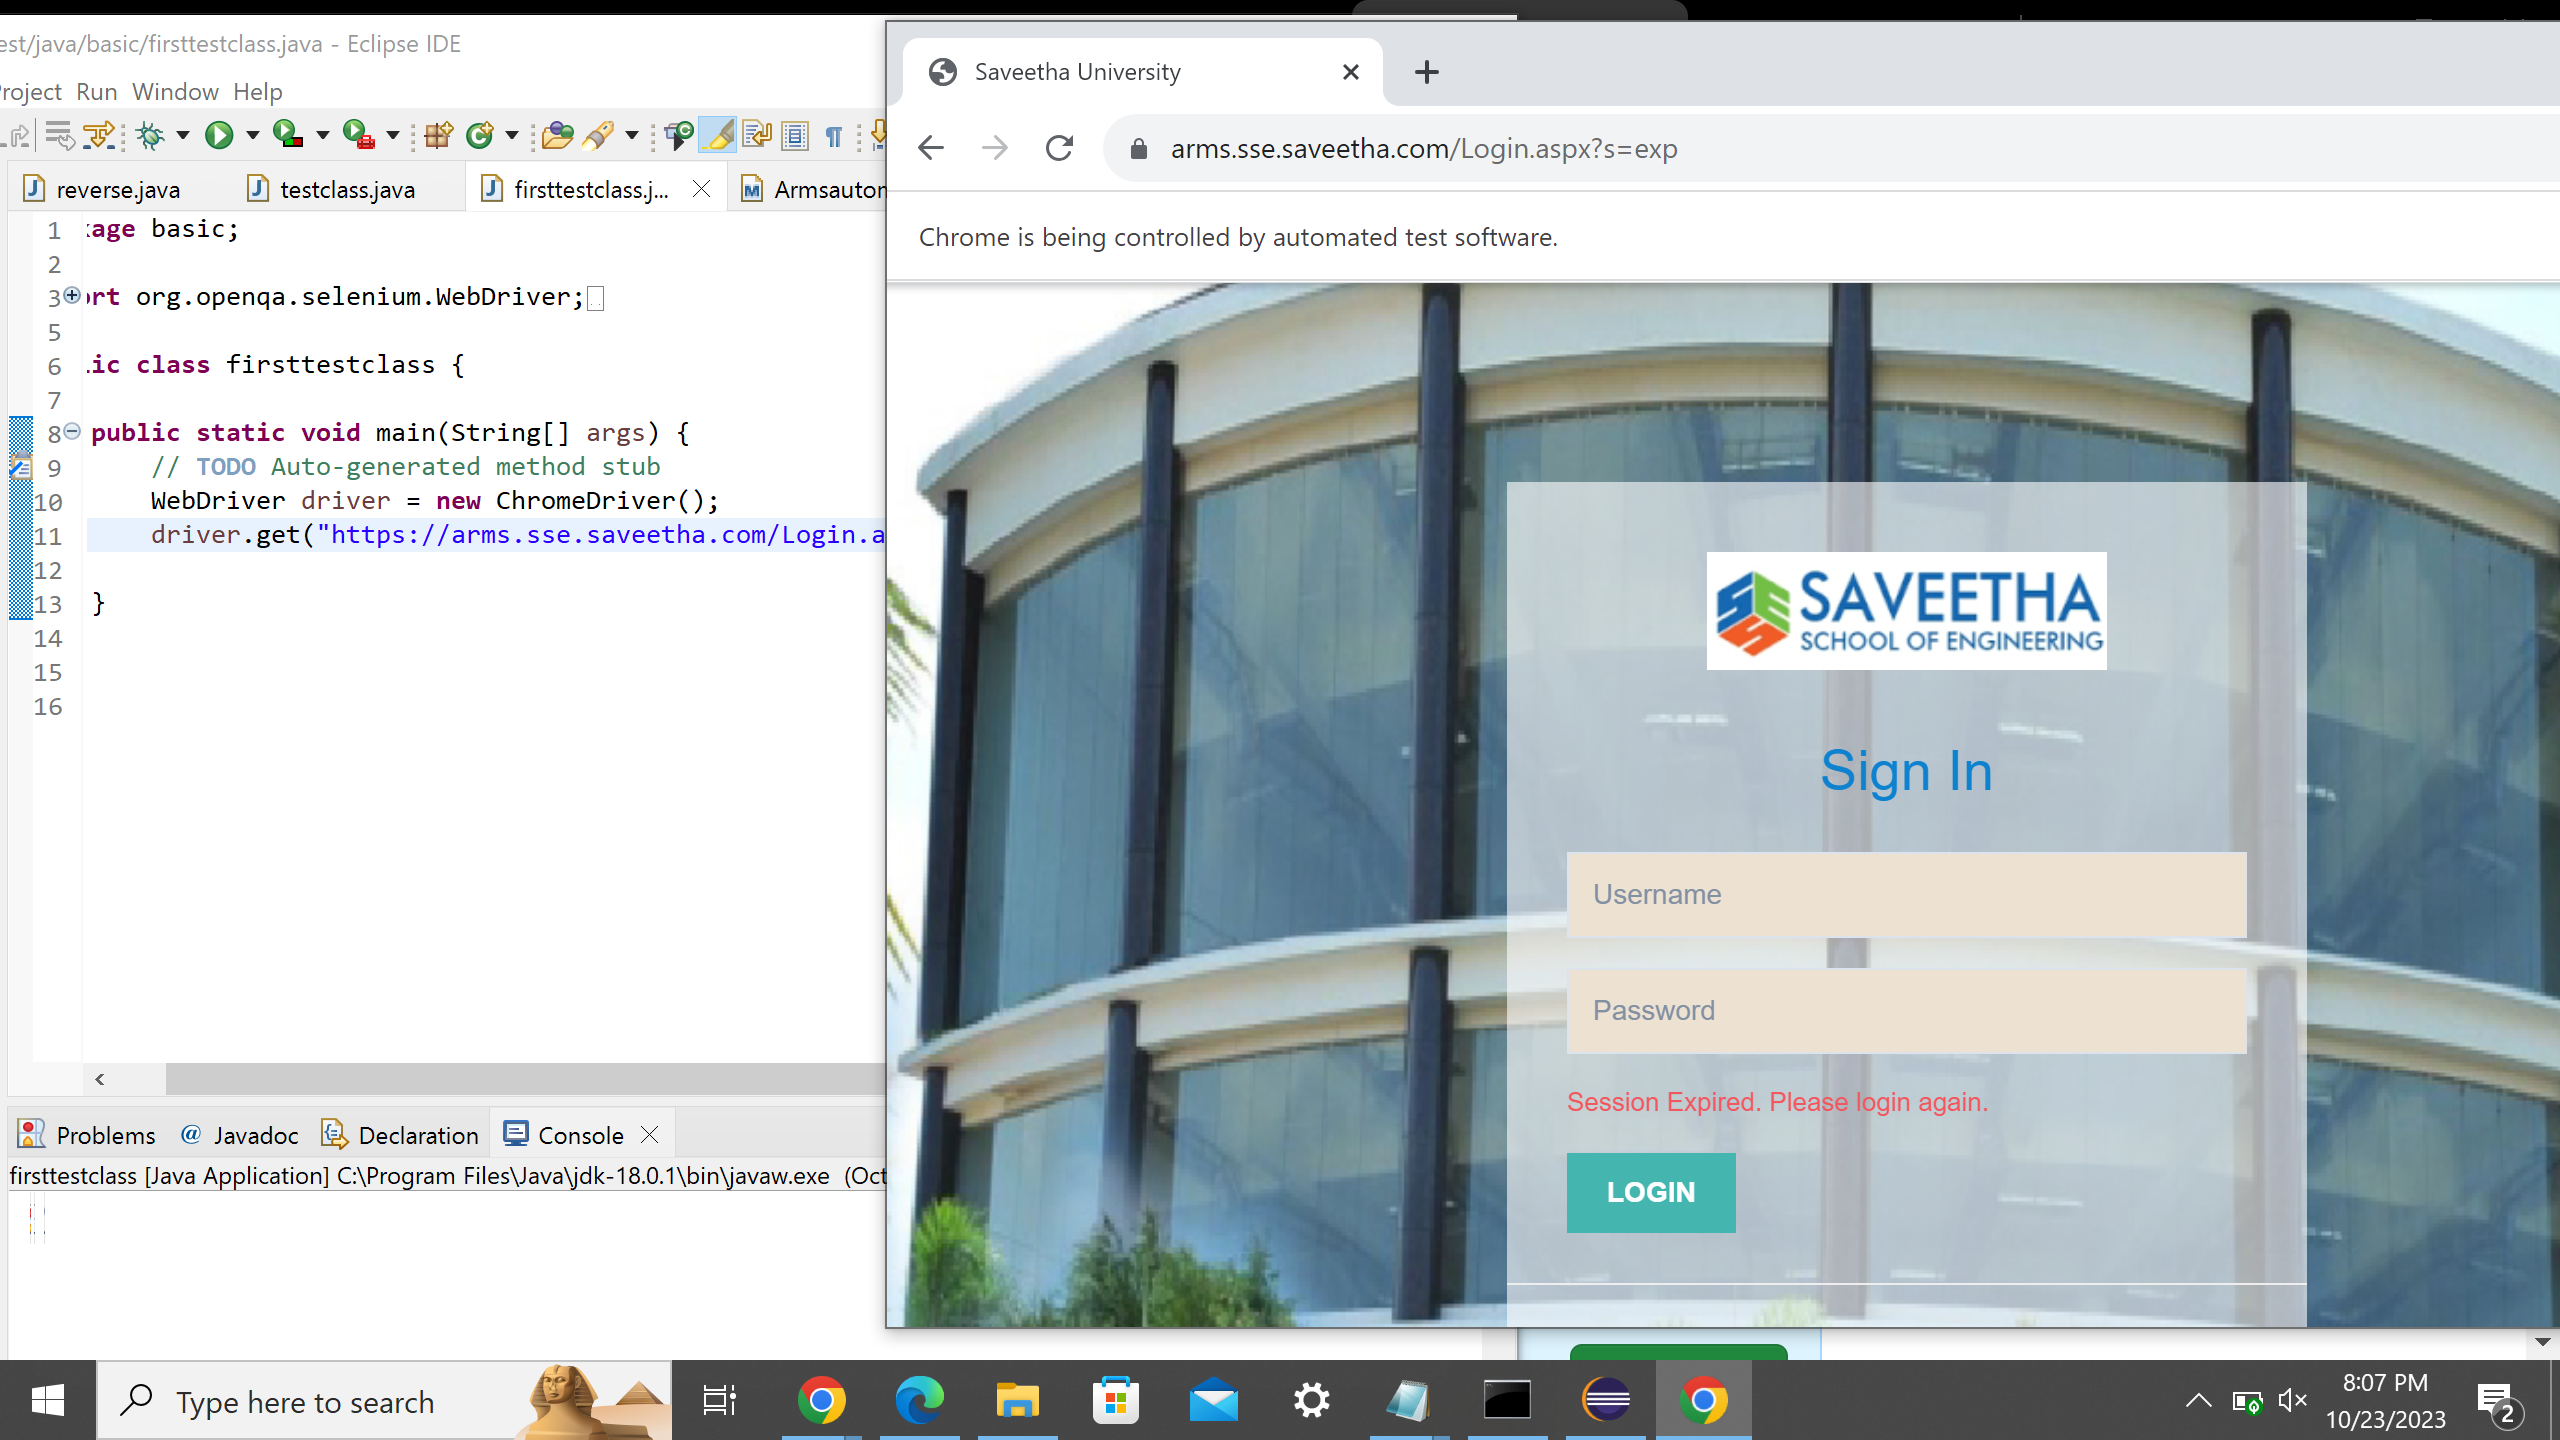 est/java/basic/firsttestclass.java - Eclipse IDE
Project Run Window Help
reverse.java testclass.java firsttestclass.j... Armsautom
1 kage basic;
2
3 ort org.openqa.selenium.WebDriver;
5
6 lic class firsttestclass {
7
8 public static void main(String[] args) {
9 // TODO Auto-generated method stub
10 WebDriver driver = new ChromeDriver();
11 driver.get("https://arms.sse.saveetha.com/Login.a
12
13 }
14
15
16
Problems Javadoc Declaration Console
firsttestclass [Java Application] C:\Program Files\Java\jdk-18.0.1\bin\javaw.exe (Oct
Saveetha University
arms.sse.saveetha.com/Login.aspx?s=exp
Chrome is being controlled by automated test software.
SAVEETHA
SCHOOL OF ENGINEERING
Sign In
Username
Password
Session Expired. Please login again.
LOGIN
Type here to search
8:07 PM
10/23/2023
2